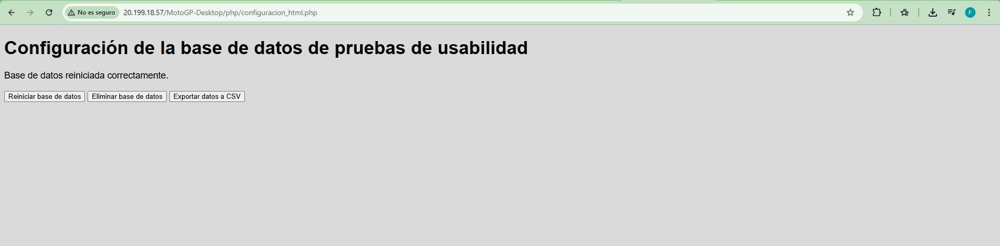 No es seguro 20.199.18.57/MotoGP-Desktop/php/configuracion_html.php F
Configuración de la base de datos de pruebas de usabilidad
Base de datos reiniciada correctamente.
Reiniciar base de datos Eliminar base de datos Exportar datos a CSV